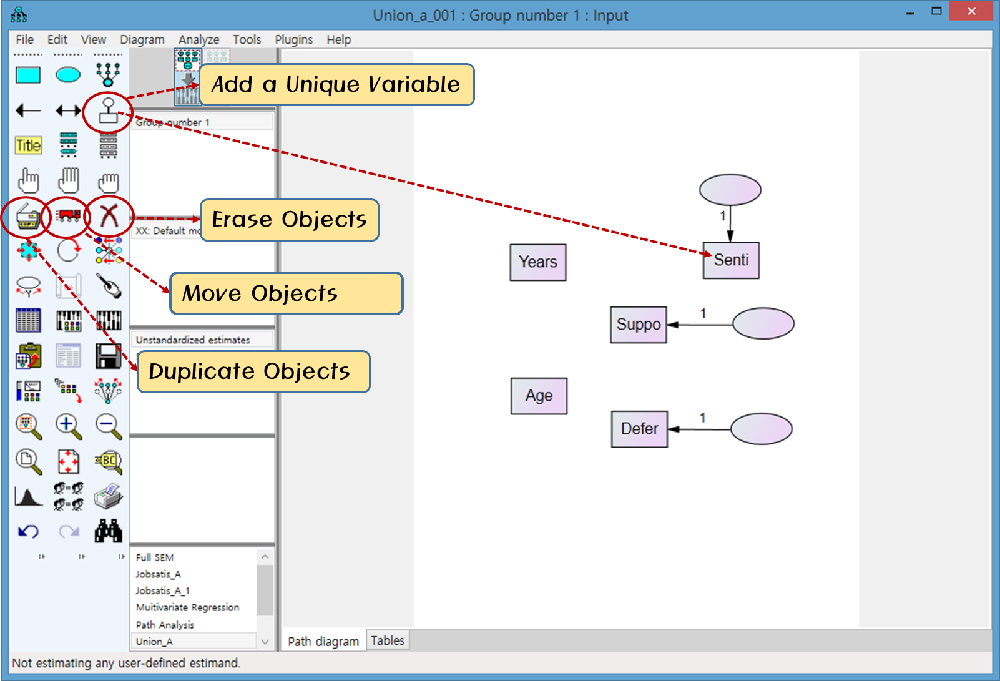 Union_a_001 : Group number 1 : Input
File Edit View Diagram Analyze Tools Plugins Help
Add a Unique Variable
Group number 1
Title
Erase Objects
XX: Default mo
Move Objects
Unstandardized estimates
Duplicate Objects
1
Senti
Years
1
Suppo
Age
1
Defer
Full SEM
Jobsatis_A
Jobsatis_A_1
Muitivariate Regression
Path Analysis
Union_A
Path diagram Tables
Not estimating any user-defined estimand.